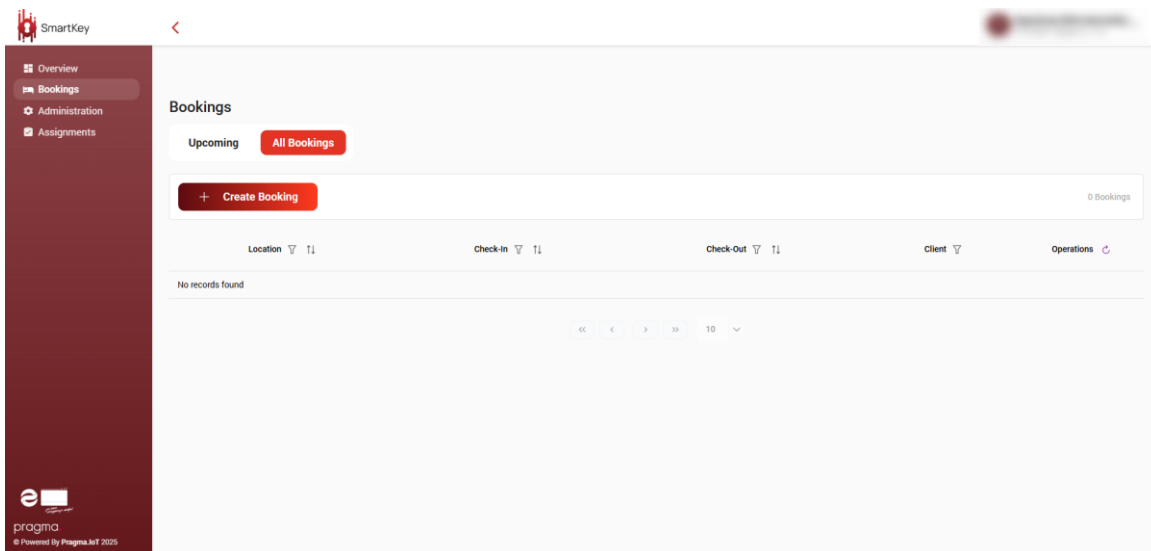 SmartKey
Overview
Bookings
Administration
Assignments
Bookings
Upcoming
All Bookings
+ Create Booking
0 Bookings
Location
Check-In
Check-Out
Client
Operations
No records found
10
pragma
© Powered By Pragma.IoT 2025